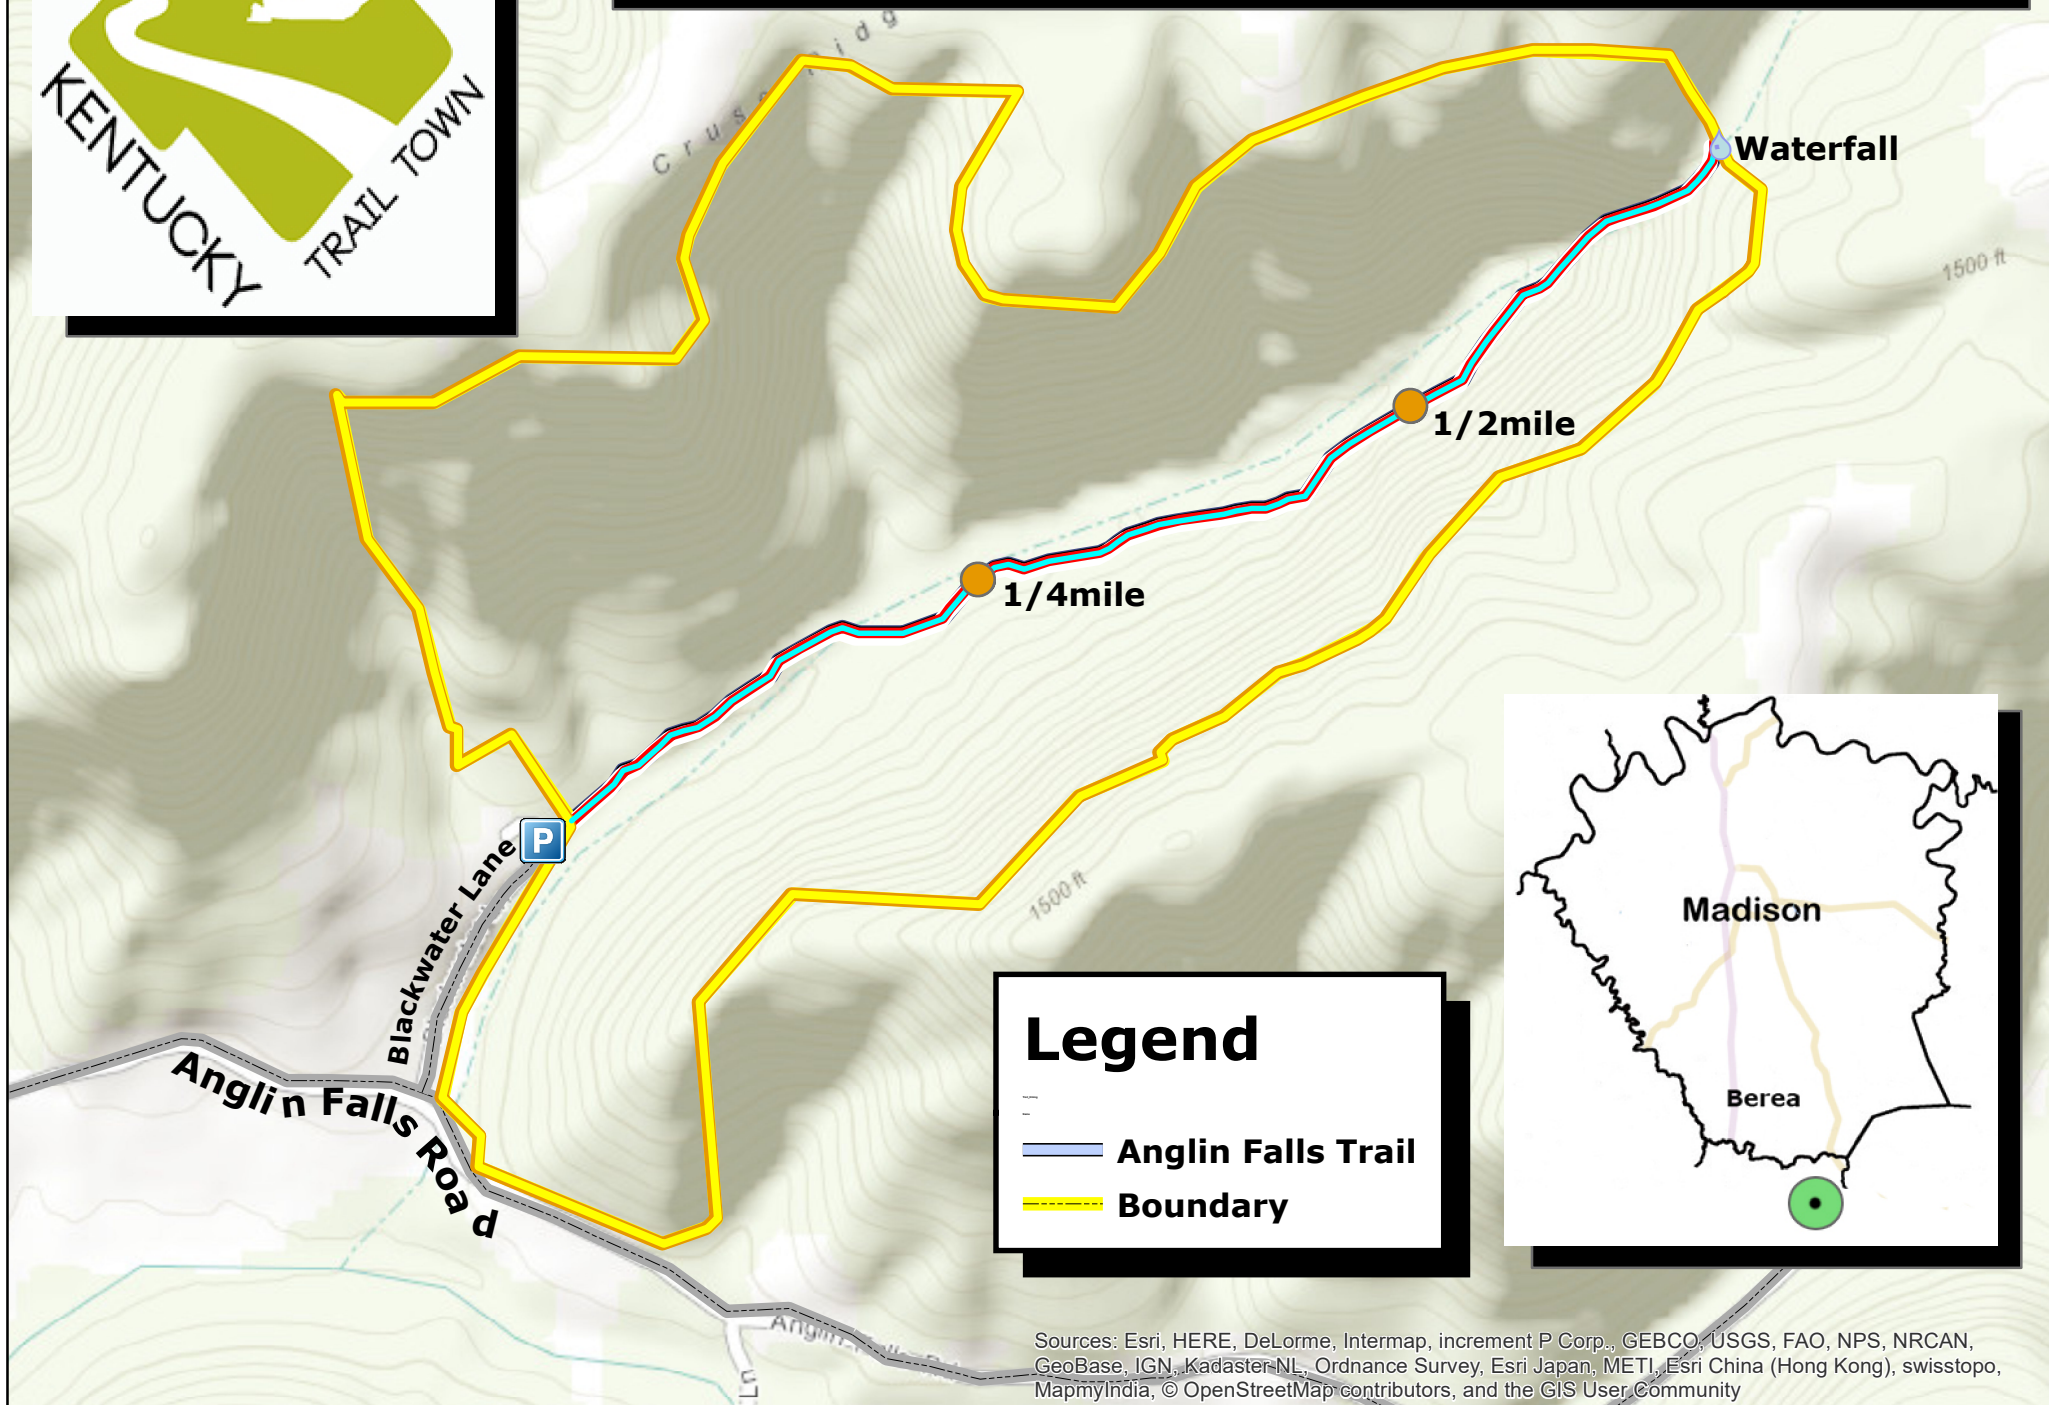 KENTUCKY
TRAIL TOWN
Waterfall
1500 ft
1/2mile
1/4mile
Blackwater Lane
P
Anglin Falls Road
1500 ft
Madison
Berea
Legend
Anglin Falls Trail
Boundary
Sources: Esri, HERE, DeLorme, Intermap, increment P Corp., GEBCO, USGS, FAO, NPS, NRCAN,
GeoBase, IGN, Kadaster NL, Ordnance Survey, Esri Japan, METI, Esri China (Hong Kong), swisstopo,
MapmyIndia, © OpenStreetMap contributors, and the GIS User Community